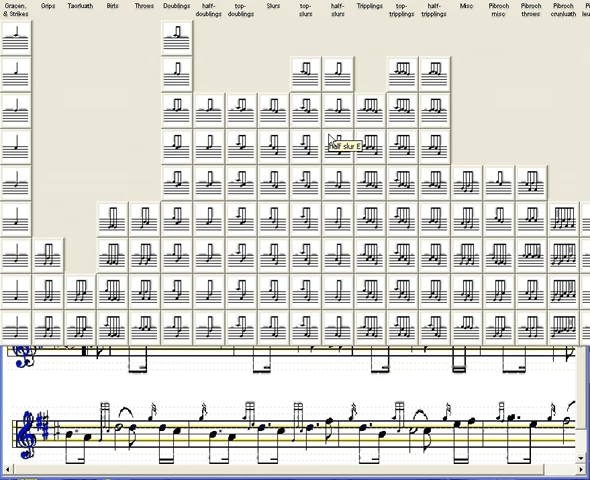 Gracen. & Strikes
Grips
Taorluath
Birls
Throws
Doublings
half-doublings
top-doublings
Slurs
top-slurs
half-slurs
Tripplings
top-tripplings
half-tripplings
Misc
Pibroch misc
Pibroch throws
Pibroch crunluath
half slur E